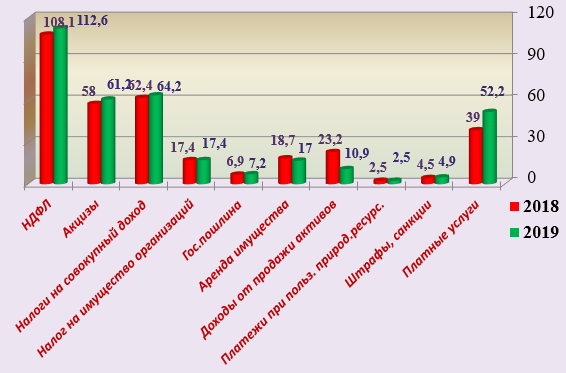 120
90
60
30
0
108,1 112,6
58 61,2
62,4 64,2
17,4 17,4
6,9 7,2
18,7 17
23,2 10,9
2,5 2,5
4,5 4,9
39 52,2
НДФЛ
Акцизы
Налоги на совокупный доход
Налог на имущество организаций
Гос.пошлина
Аренда имущества
Доходы от продажи активов
Платежи при польз. природ.ресурс.
Штрафы, санкции
Платные услуги
2018
2019